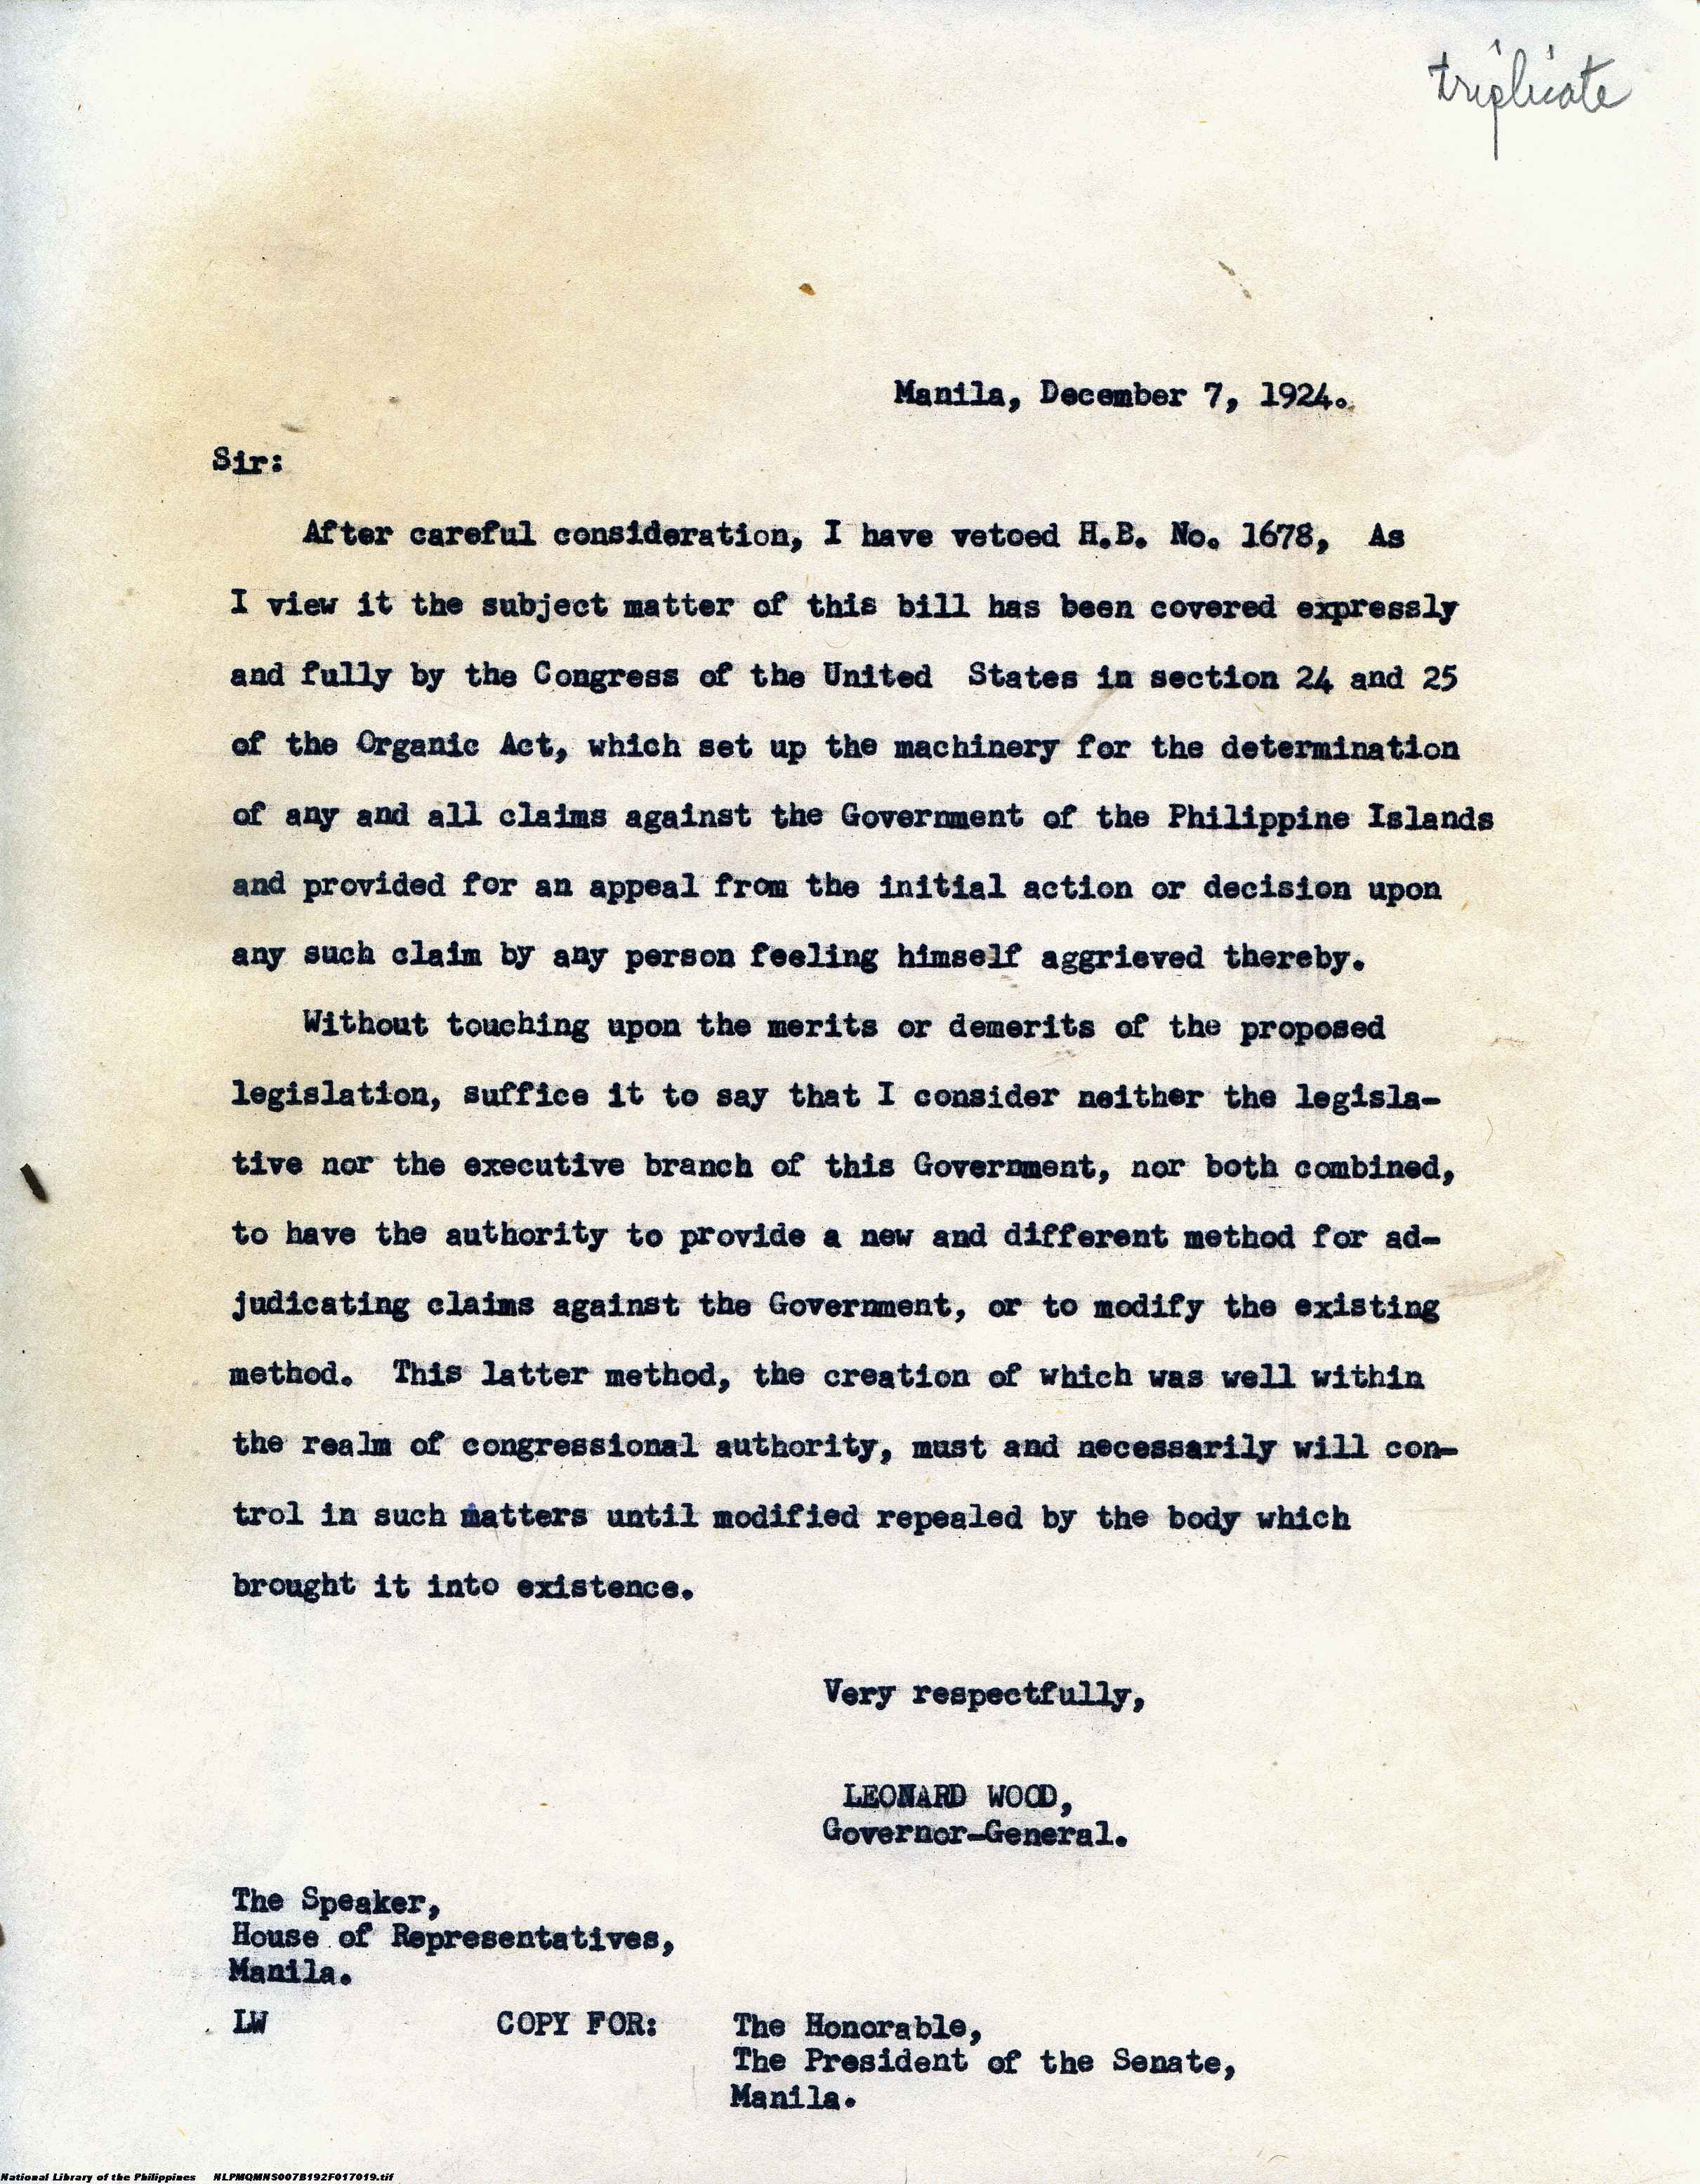 triplicate
Manila, December 7, 1924.
Sir:
After careful consideration, I have vetoed H.B. No. 1678, As
I view it the subject matter of this bill has been covered expressly
and fully by the Congress of the United States in section 24 and 25
of the Organic Act, which set up the machinery for the determination
of any and all claims against the Government of the Philippine Islands
and provided for an appeal from the initial action or decision upon
any such claim by any person feeling himself aggrieved thereby.
Without touching upon the merits or demerits of the proposed
legislation, suffice it to say that I consider neither the legisla-
tive nor the executive branch of this Government, nor both combined,
to have the authority to provide a new and different method for ad-
judicating claims against the Government, or to modify the existing
method. This latter method, the creation of which was well within
the realm of congressional authority, must and necessarily will con-
trol in such matters until modified repealed by the body which
brought it into existence.
Very respectfully,
LEONARD WOOD,
Governor-General.
The Speaker,
House of Representatives,
Manila.
LW COPY FOR: The Honorable,
The President of the Senate,
Manila.
National Library of the Philippines NLPMQMNS007B192F017019.tif